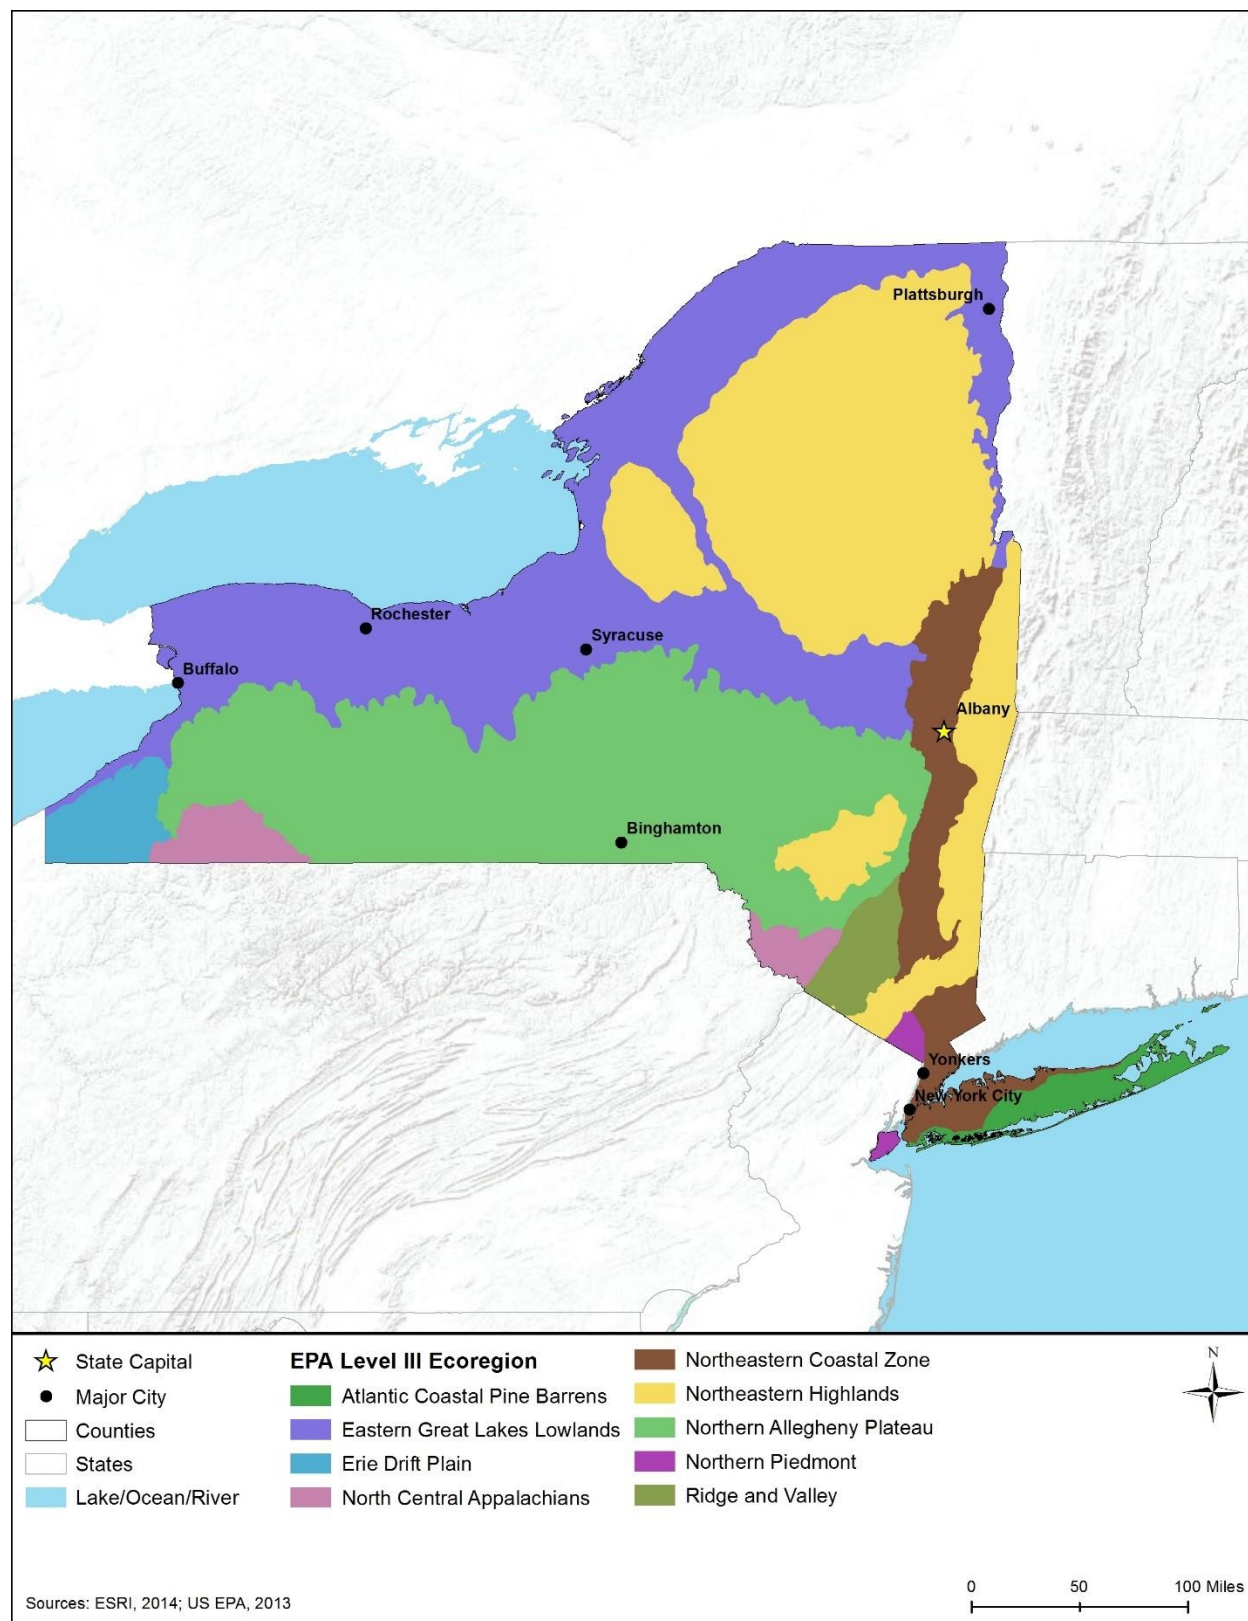 Plattsburgh
Rochester
Syracuse
Buffalo
Albany
Binghamton
Yonkers
New York City
State Capital
Major City
Counties
States
Lake/Ocean/River
EPA Level III Ecoregion
Atlantic Coastal Pine Barrens
Eastern Great Lakes Lowlands
Erie Drift Plain
North Central Appalachians
Northeastern Coastal Zone
Northeastern Highlands
Northern Allegheny Plateau
Northern Piedmont
Ridge and Valley
N
Sources: ESRI, 2014; US EPA, 2013
0 50 100 Miles